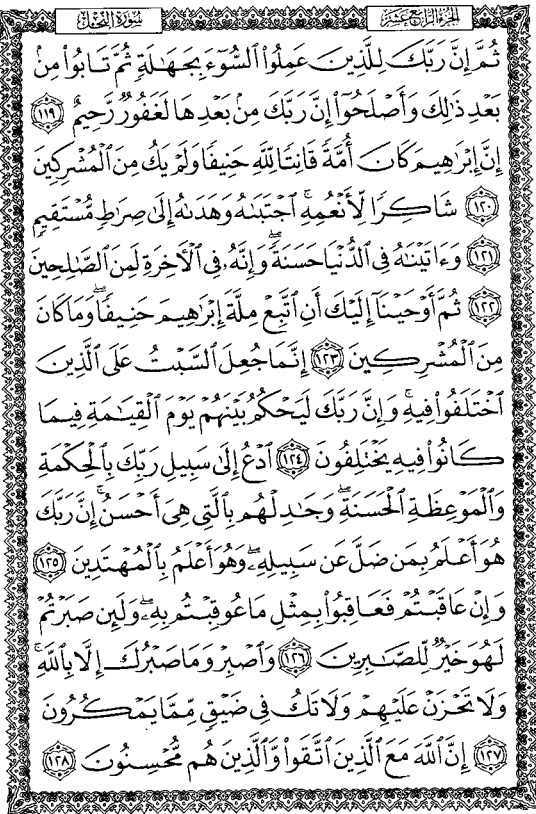 الجزء الرابع عشر
سورة النحل
ثُمَّ إِنَّ رَبَّكَ لِلَّذِينَ عَمِلُوا۟ ٱلسُّوٓءَ بِجَهَـٰلَةٍ ثُمَّ تَابُوا۟ مِنۢ
بَعْدِ ذَٰلِكَ وَأَصْلَحُوٓا۟ إِنَّ رَبَّكَ مِنۢ بَعْدِهَا لَغَفُورٌ رَّحِيمٌ ١١٩
إِنَّ إِبْرَٰهِيمَ كَانَ أُمَّةً قَانِتًا لِّلَّهِ حَنِيفًا وَلَمْ يَكُ مِنَ ٱلْمُشْرِكِينَ
١٢٠ شَاكِرًا لِّأَنْعُمِهِ ۚ ٱجْتَبَىٰهُ وَهَدَىٰهُ إِلَىٰ صِرَٰطٍ مُّسْتَقِيمٍ
١٢١ وَءَاتَيْنَـٰهُ فِى ٱلدُّنْيَا حَسَنَةً ۖ وَإِنَّهُۥ فِى ٱلْـَٔاخِرَةِ لَمِنَ ٱلصَّـٰلِحِينَ
١٢٢ ثُمَّ أَوْحَيْنَآ إِلَيْكَ أَنِ ٱتَّبِعْ مِلَّةَ إِبْرَٰهِيمَ حَنِيفًا ۖ وَمَا كَانَ
مِنَ ٱلْمُشْرِكِينَ ١٢٣ إِنَّمَا جُعِلَ ٱلسَّبْتُ عَلَى ٱلَّذِينَ
ٱخْتَلَفُوا۟ فِيهِ ۚ وَإِنَّ رَبَّكَ لَيَحْكُمُ بَيْنَهُمْ يَوْمَ ٱلْقِيَـٰمَةِ فِيمَا
كَانُوا۟ فِيهِ يَخْتَلِفُونَ ١٢٤ ٱدْعُ إِلَىٰ سَبِيلِ رَبِّكَ بِٱلْحِكْمَةِ
وَٱلْمَوْعِظَةِ ٱلْحَسَنَةِ ۖ وَجَـٰدِلْهُم بِٱلَّتِى هِىَ أَحْسَنُ ۚ إِنَّ رَبَّكَ
هُوَ أَعْلَمُ بِمَن ضَلَّ عَن سَبِيلِهِۦ ۖ وَهُوَ أَعْلَمُ بِٱلْمُهْتَدِينَ ١٢٥
وَإِنْ عَاقَبْتُمْ فَعَاقِبُوا۟ بِمِثْلِ مَا عُوقِبْتُم بِهِۦ ۖ وَلَئِن صَبَرْتُمْ
لَهُوَ خَيْرٌ لِّلصَّـٰبِرِينَ ١٢٦ وَٱصْبِرْ وَمَا صَبْرُكَ إِلَّا بِٱللَّهِ ۚ
وَلَا تَحْزَنْ عَلَيْهِمْ وَلَا تَكُ فِى ضَيْقٍ مِّمَّا يَمْكُرُونَ
١٢٧ إِنَّ ٱللَّهَ مَعَ ٱلَّذِينَ ٱتَّقَوا۟ وَّٱلَّذِينَ هُم مُّحْسِنُونَ ١٢٨